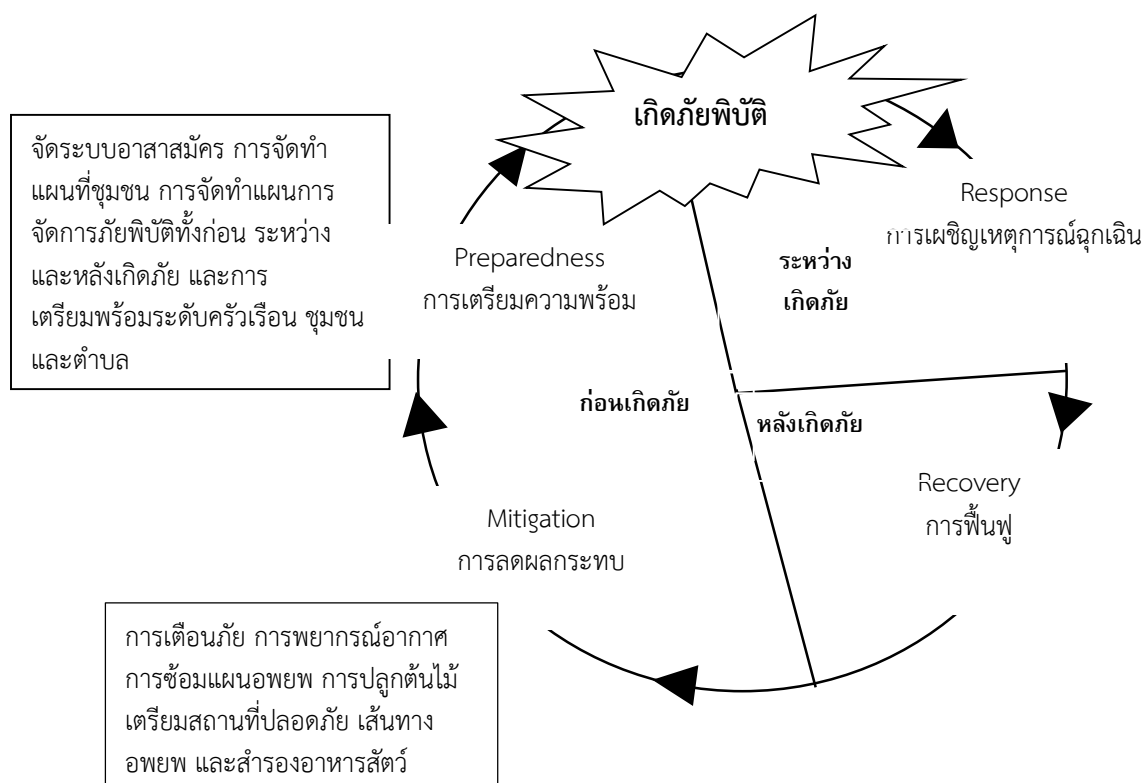 เกิดภัยพิบัติ
จัดระบบอาสาสมัคร การจัดทำ
แผนที่ชุมชน การจัดทำแผนการ
จัดการภัยพิบัติทั้งก่อน ระหว่าง
และหลังเกิดภัย และการ
เตรียมพร้อมระดับครัวเรือน ชุมชน
และตำบล
Preparedness
การเตรียมความพร้อม
ระหว่าง
เกิดภัย
Response
การเผชิญเหตุการณ์ฉุกเฉิน
ก่อนเกิดภัย
หลังเกิดภัย
Mitigation
การลดผลกระทบ
Recovery
การฟื้นฟู
การเตือนภัย การพยากรณ์อากาศ
การซ้อมแผนอพยพ การปลูกต้นไม้
เตรียมสถานที่ปลอดภัย เส้นทาง
อพยพ และสำรองอาหารสัตว์